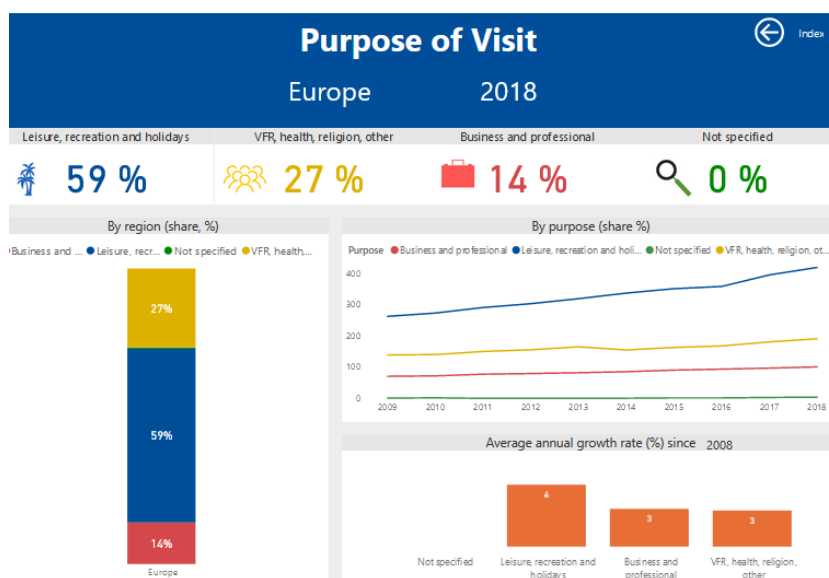 Purpose of Visit
Index
Europe 2018
Leisure, recreation and holidays
VFR, health, religion, other
Business and professional
Not specified
59 %
27 %
14 %
0 %
By region (share, %)
Business and ... Leisure, recr... Not specified VFR, health,...
27%
59%
14%
Europe
By purpose (share %)
Purpose Business and professional Leisure, recreation and holi... Not specified VFR, health, religion, ot...
400
300
200
100
0
2009 2010 2011 2012 2013 2014 2015 2016 2017 2018
Average annual growth rate (%) since 2008
4
3
3
Not specified
Leisure, recreation and
holidays
Business and
professional
VFR, health, religion,
other